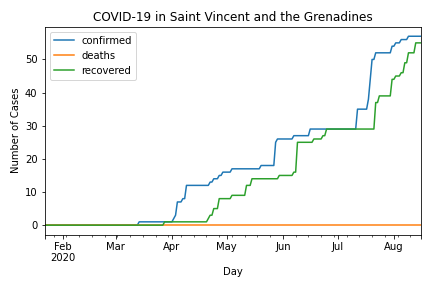 COVID-19 in Saint Vincent and the Grenadines
confirmed
deaths
recovered
Number of Cases
50
40
30
20
10
0
Feb Mar Apr May Jun Jul Aug
2020
Day